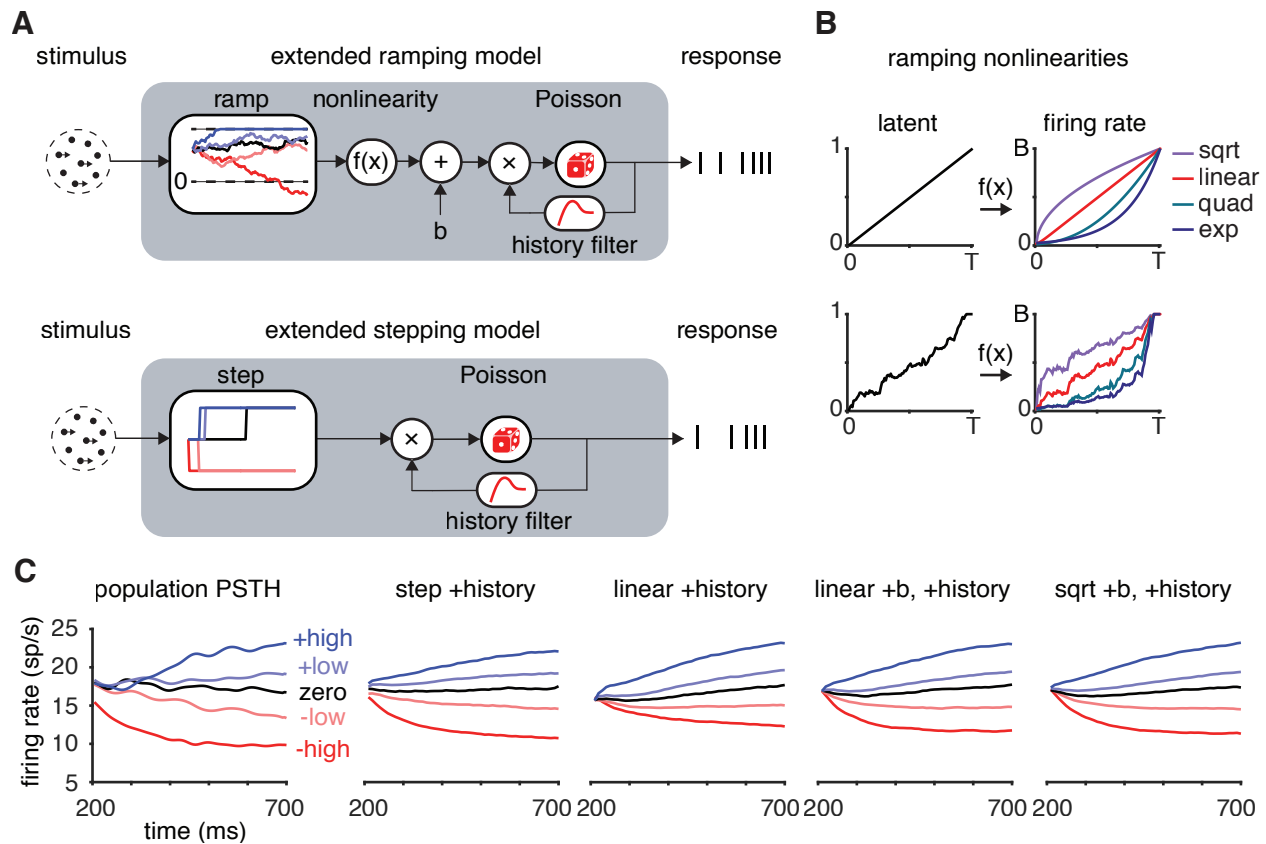 A
B
stimulus extended ramping model response
ramping nonlinearities
ramp nonlinearity Poisson
latent firing rate
0
f(x) + ×
b
history filter
1 B
f(x)
0 0
0 T 0 T
sqrt
linear
quad
exp
1 B
f(x)
0 0
0 T 0 T
stimulus extended stepping model response
step Poisson
×
history filter
C
population PSTH step +history linear +history linear +b, +history sqrt +b, +history
firing rate (sp/s)
25
20
15
10
5
+high
+low
zero
-low
-high
200 700 200 700 200 700 200 700 200 700
time (ms)